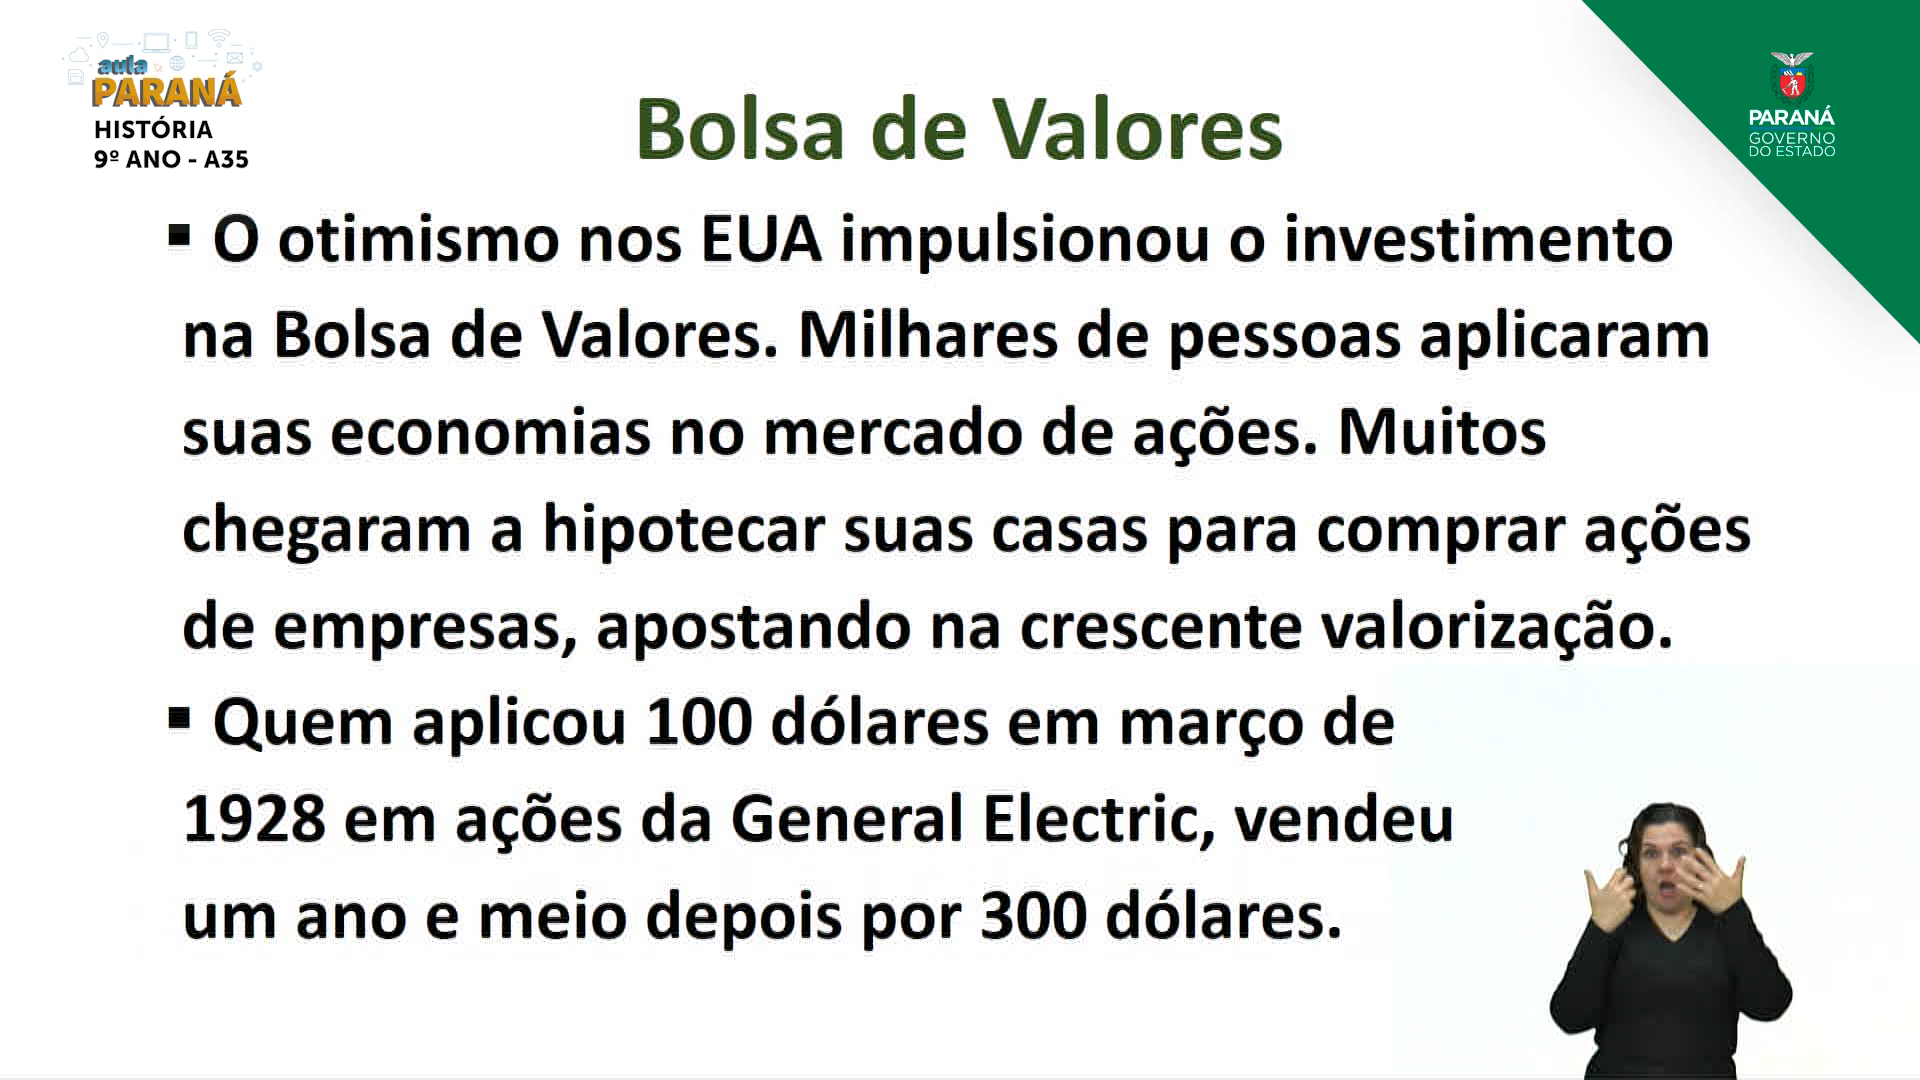 aula
PARANÁ
HISTÓRIA
9º ANO - A35
PARANÁ
GOVERNO
DO ESTADO
Bolsa de Valores
▪ O otimismo nos EUA impulsionou o investimento
na Bolsa de Valores. Milhares de pessoas aplicaram
suas economias no mercado de ações. Muitos
chegaram a hipotecar suas casas para comprar ações
de empresas, apostando na crescente valorização.
▪ Quem aplicou 100 dólares em março de
1928 em ações da General Electric, vendeu
um ano e meio depois por 300 dólares.